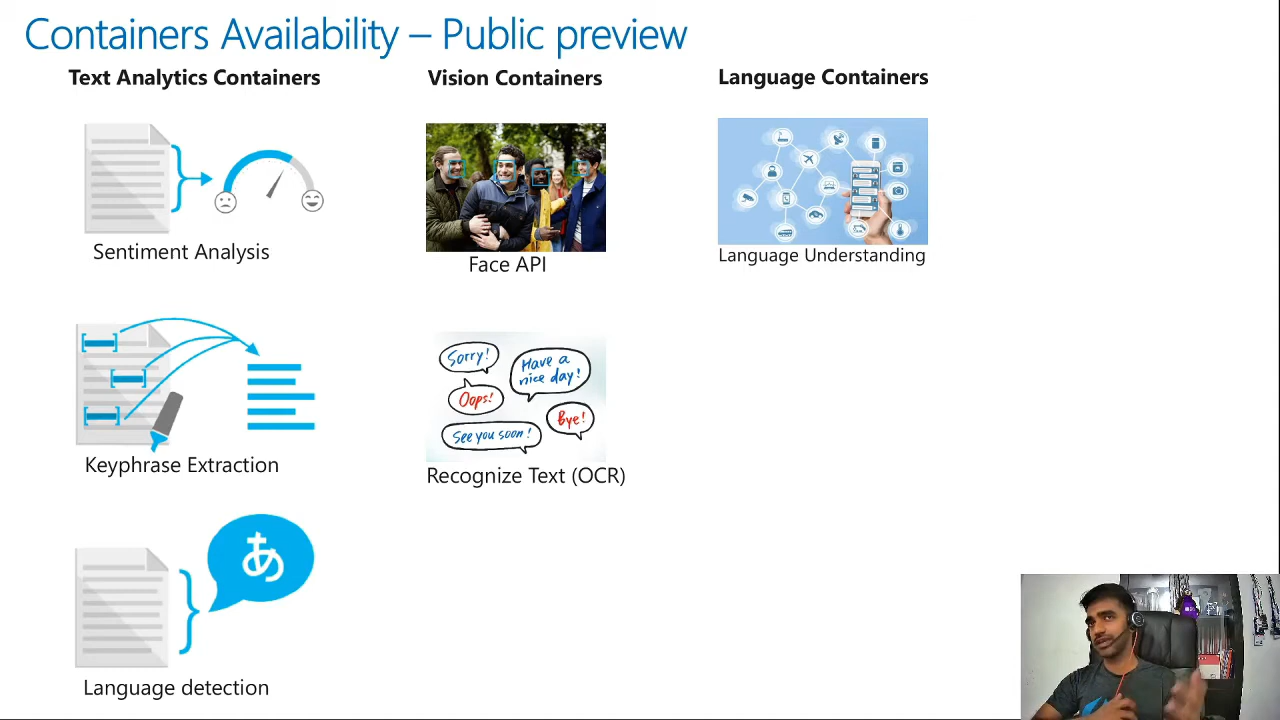 Containers Availability – Public preview
Text Analytics Containers
Sentiment Analysis
Keyphrase Extraction
あ
Language detection
Vision Containers
Face API
Sorry!
Have a
nice day!
Oops!
Bye!
See you soon!
Recognize Text (OCR)
Language Containers
Language Understanding